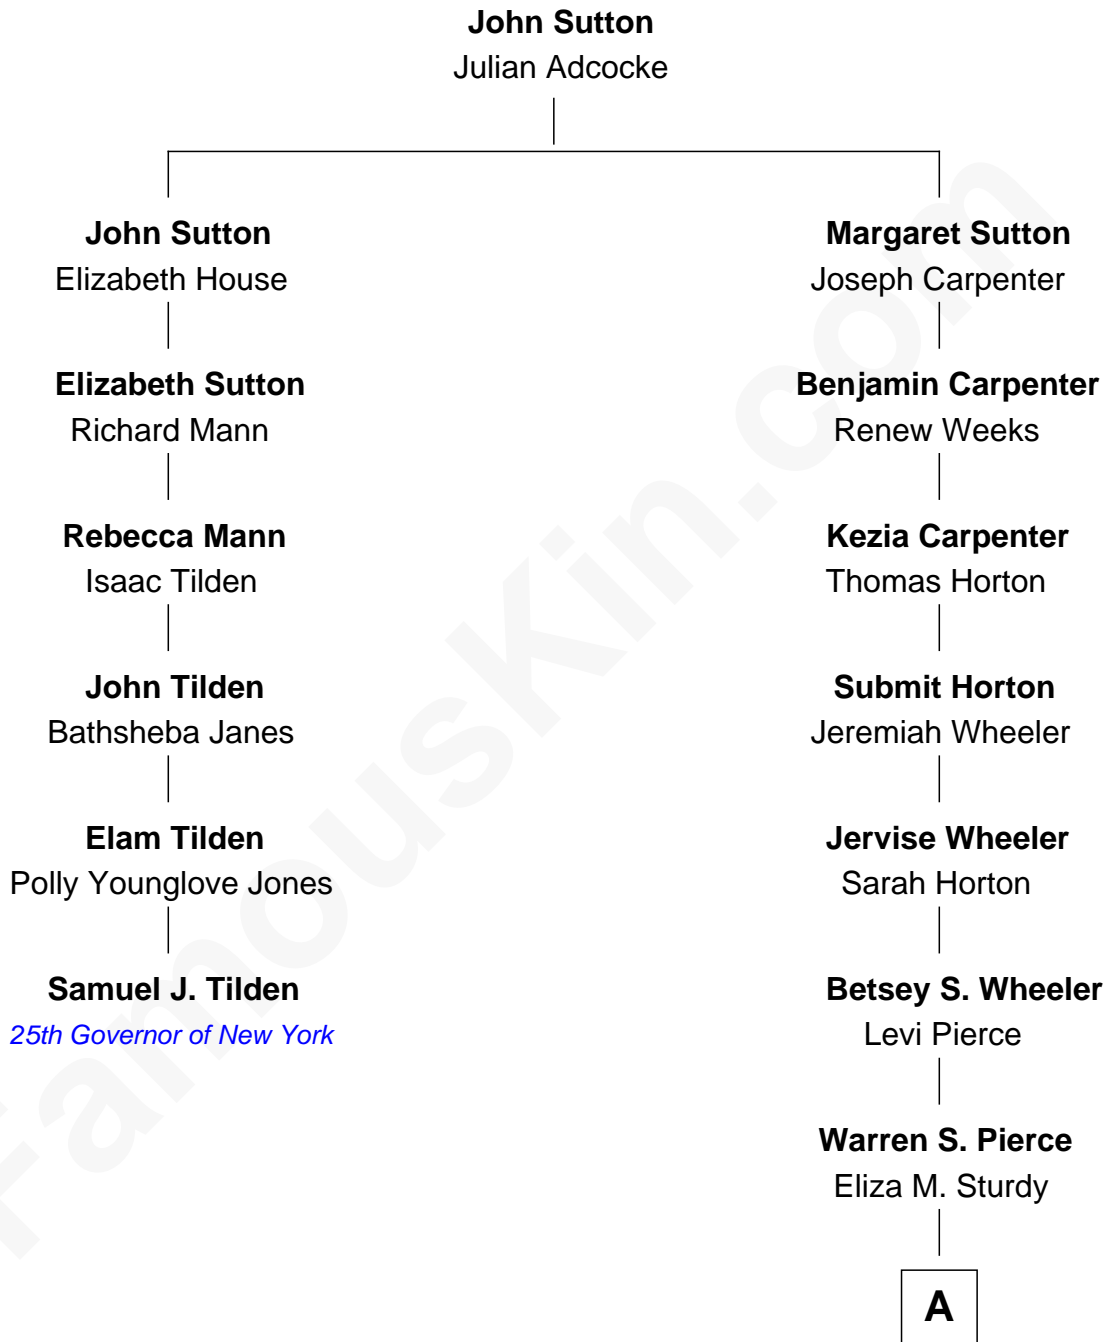 John Sutton
Julian Adcocke
John Sutton
Elizabeth House
Margaret Sutton
Joseph Carpenter
Elizabeth Sutton
Richard Mann
Benjamin Carpenter
Renew Weeks
Rebecca Mann
Isaac Tilden
Kezia Carpenter
Thomas Horton
John Tilden
Bathsheba Janes
Submit Horton
Jeremiah Wheeler
Elam Tilden
Polly Younglove Jones
Jervise Wheeler
Sarah Horton
Samuel J. Tilden
25th Governor of New York
Betsey S. Wheeler
Levi Pierce
Warren S. Pierce
Eliza M. Sturdy
A
FamousKin.com